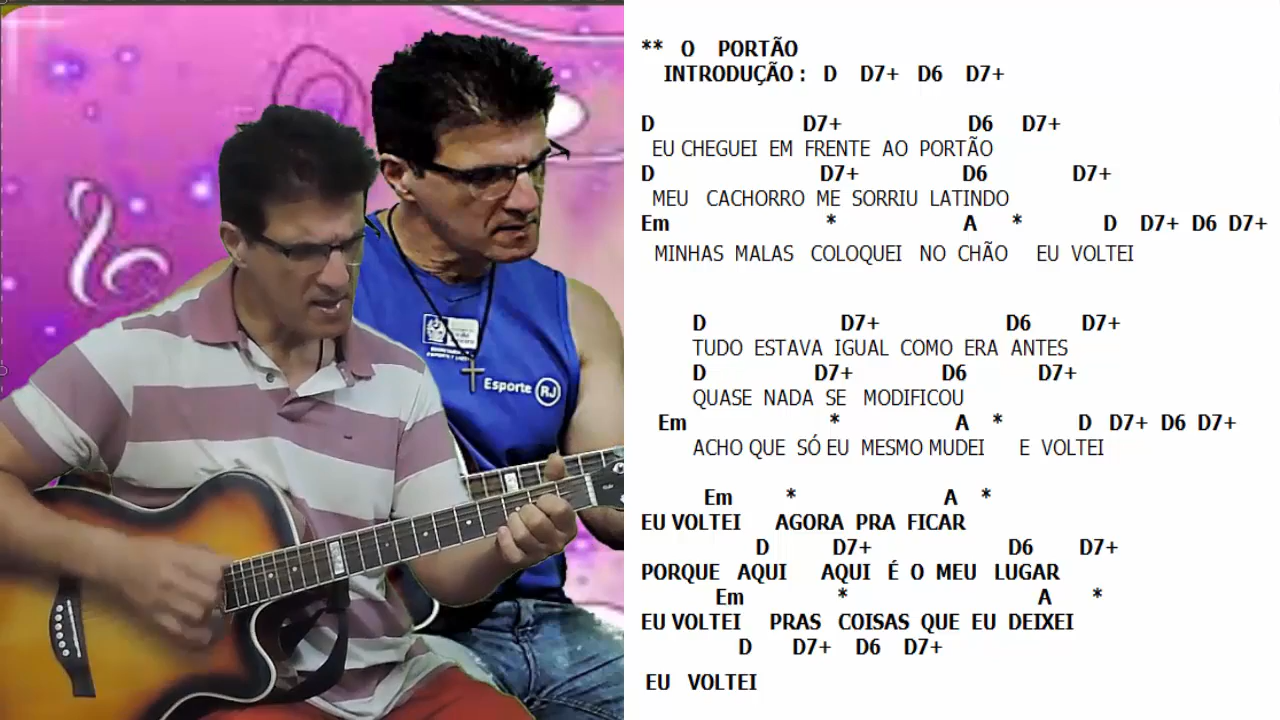 ** O PORTÃO
INTRODUÇÃO : D D7+ D6 D7+
D D7+ D6 D7+
EU CHEGUEI EM FRENTE AO PORTÃO
D D7+ D6 D7+
MEU CACHORRO ME SORRIU LATINDO
Em * A * D D7+ D6 D7+
MINHAS MALAS COLOQUEI NO CHÃO EU VOLTEI
D D7+ D6 D7+
TUDO ESTAVA IGUAL COMO ERA ANTES
D D7+ D6 D7+
QUASE NADA SE MODIFICOU
Em * A * D D7+ D6 D7+
ACHO QUE SÓ EU MESMO MUDEI E VOLTEI
Em * A *
EU VOLTEI AGORA PRA FICAR
D D7+ D6 D7+
PORQUE AQUI AQUI É O MEU LUGAR
Em * A *
EU VOLTEI PRAS COISAS QUE EU DEIXEI
D D7+ D6 D7+
EU VOLTEI
Esporte RJ